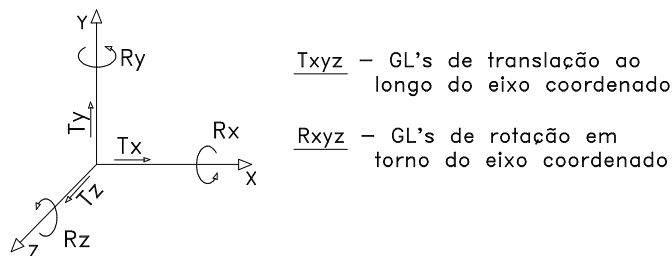 Y
Ry
Ty
Tx
Rx
X
Tz
Rz
Z
Txyz – GL's de translação ao
longo do eixo coordenado
Rxyz – GL's de rotação em
torno do eixo coordenado